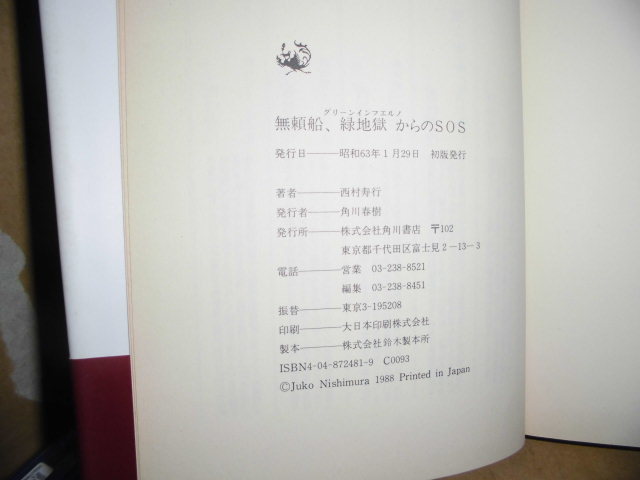 グリーンインフエルノ
無頼船、緑地獄 からのSOS
発行日――昭和63年1月29日 初版発行
著者――西村寿行
発行者――角川春樹
発行所――株式会社角川書店 〒102
東京都千代田区富士見2-13-3
電話――営業 03-238-8521
編集 03-238-8451
振替――東京3-195208
印刷――大日本印刷株式会社
製本――株式会社鈴木製本所
ISBN4-04-872481-9 C0093
©Juko Nishimura 1988 Printed in Japan